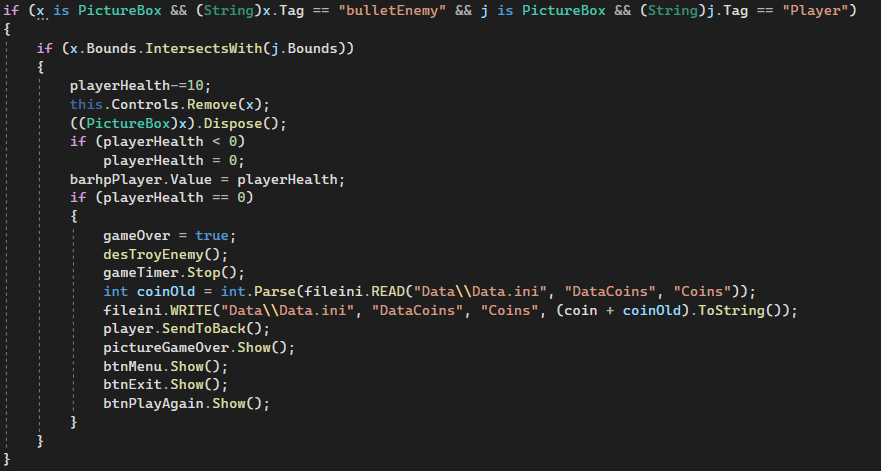 if (x is PictureBox && (String)x.Tag == "bulletEnemy" && j is PictureBox && (String)j.Tag == "Player")
{
    if (x.Bounds.IntersectsWith(j.Bounds))
    {
        playerHealth-=10;
        this.Controls.Remove(x);
        ((PictureBox)x).Dispose();
        if (playerHealth < 0)
            playerHealth = 0;
        barhpPlayer.Value = playerHealth;
        if (playerHealth == 0)
        {
            gameOver = true;
            desTroyEnemy();
            gameTimer.Stop();
            int coinOld = int.Parse(fileini.READ("Data\\Data.ini", "DataCoins", "Coins"));
            fileini.WRITE("Data\\Data.ini", "DataCoins", "Coins", (coin + coinOld).ToString());
            player.SendToBack();
            pictureGameOver.Show();
            btnMenu.Show();
            btnExit.Show();
            btnPlayAgain.Show();
        }
    }
}